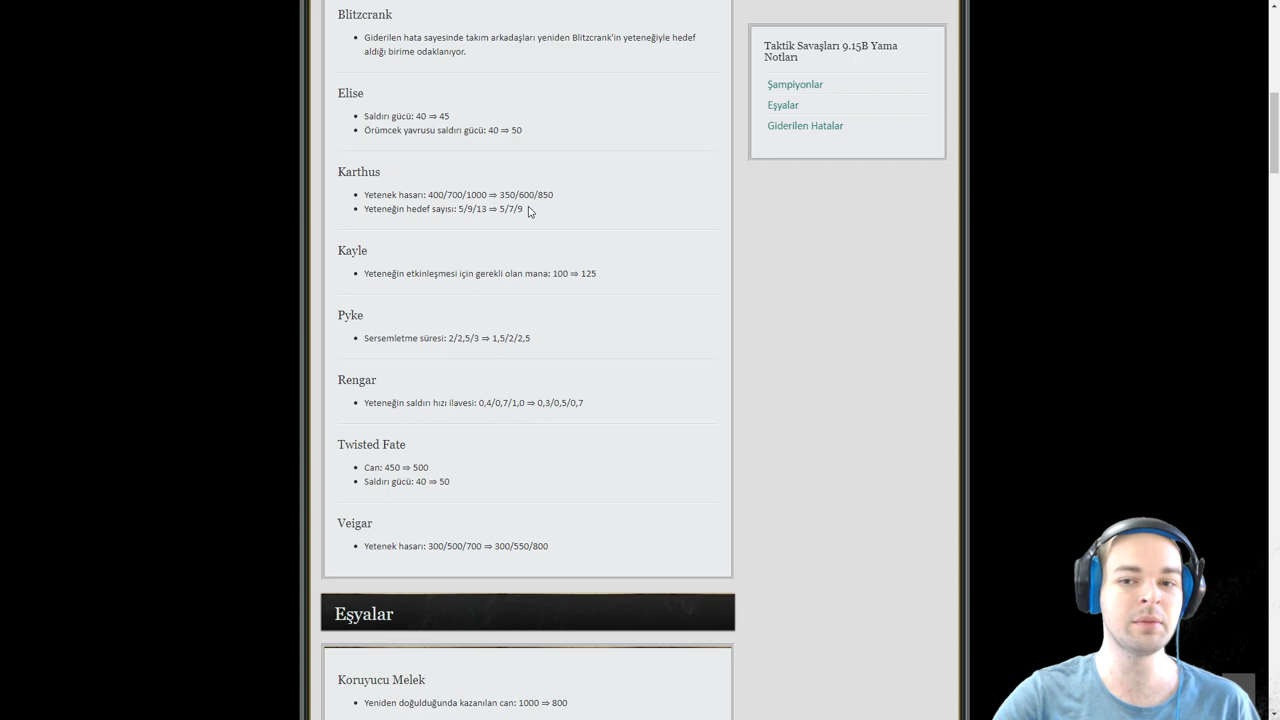 Blitzcrank
Giderilen hata sayesinde takım arkadaşları yeniden Blitzcrank'in yeteneğiyle hedef
aldığı birime odaklanıyor.
Elise
Saldırı gücü: 40 ⇒ 45
Örümcek yavrusu saldırı gücü: 40 ⇒ 50
Karthus
Yetenek hasarı: 400/700/1000 ⇒ 350/600/850
Yeteneğin hedef sayısı: 5/9/13 ⇒ 5/7/9
Kayle
Yeteneğin etkinleşmesi için gerekli olan mana: 100 ⇒ 125
Pyke
Sersemletme süresi: 2/2,5/3 ⇒ 1,5/2/2,5
Rengar
Yeteneğin saldırı hızı ilavesi: 0,4/0,7/1,0 ⇒ 0,3/0,5/0,7
Twisted Fate
Can: 450 ⇒ 500
Saldırı gücü: 40 ⇒ 50
Veigar
Yetenek hasarı: 300/500/700 ⇒ 300/550/800
Eşyalar
Koruyucu Melek
Yeniden doğulduğunda kazanılan can: 1000 ⇒ 800
Taktik Savaşları 9.15B Yama
Notları
Şampiyonlar
Eşyalar
Giderilen Hatalar